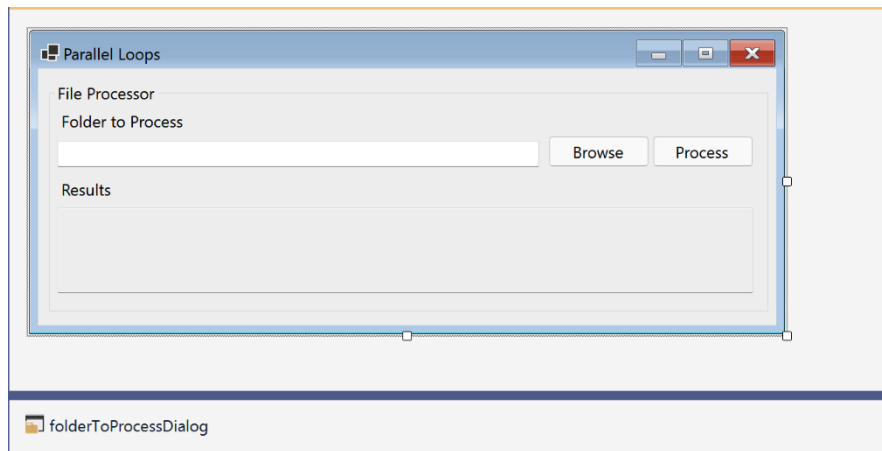 Parallel Loops
File Processor
Folder to Process
Browse
Process
Results
folderToProcessDialog